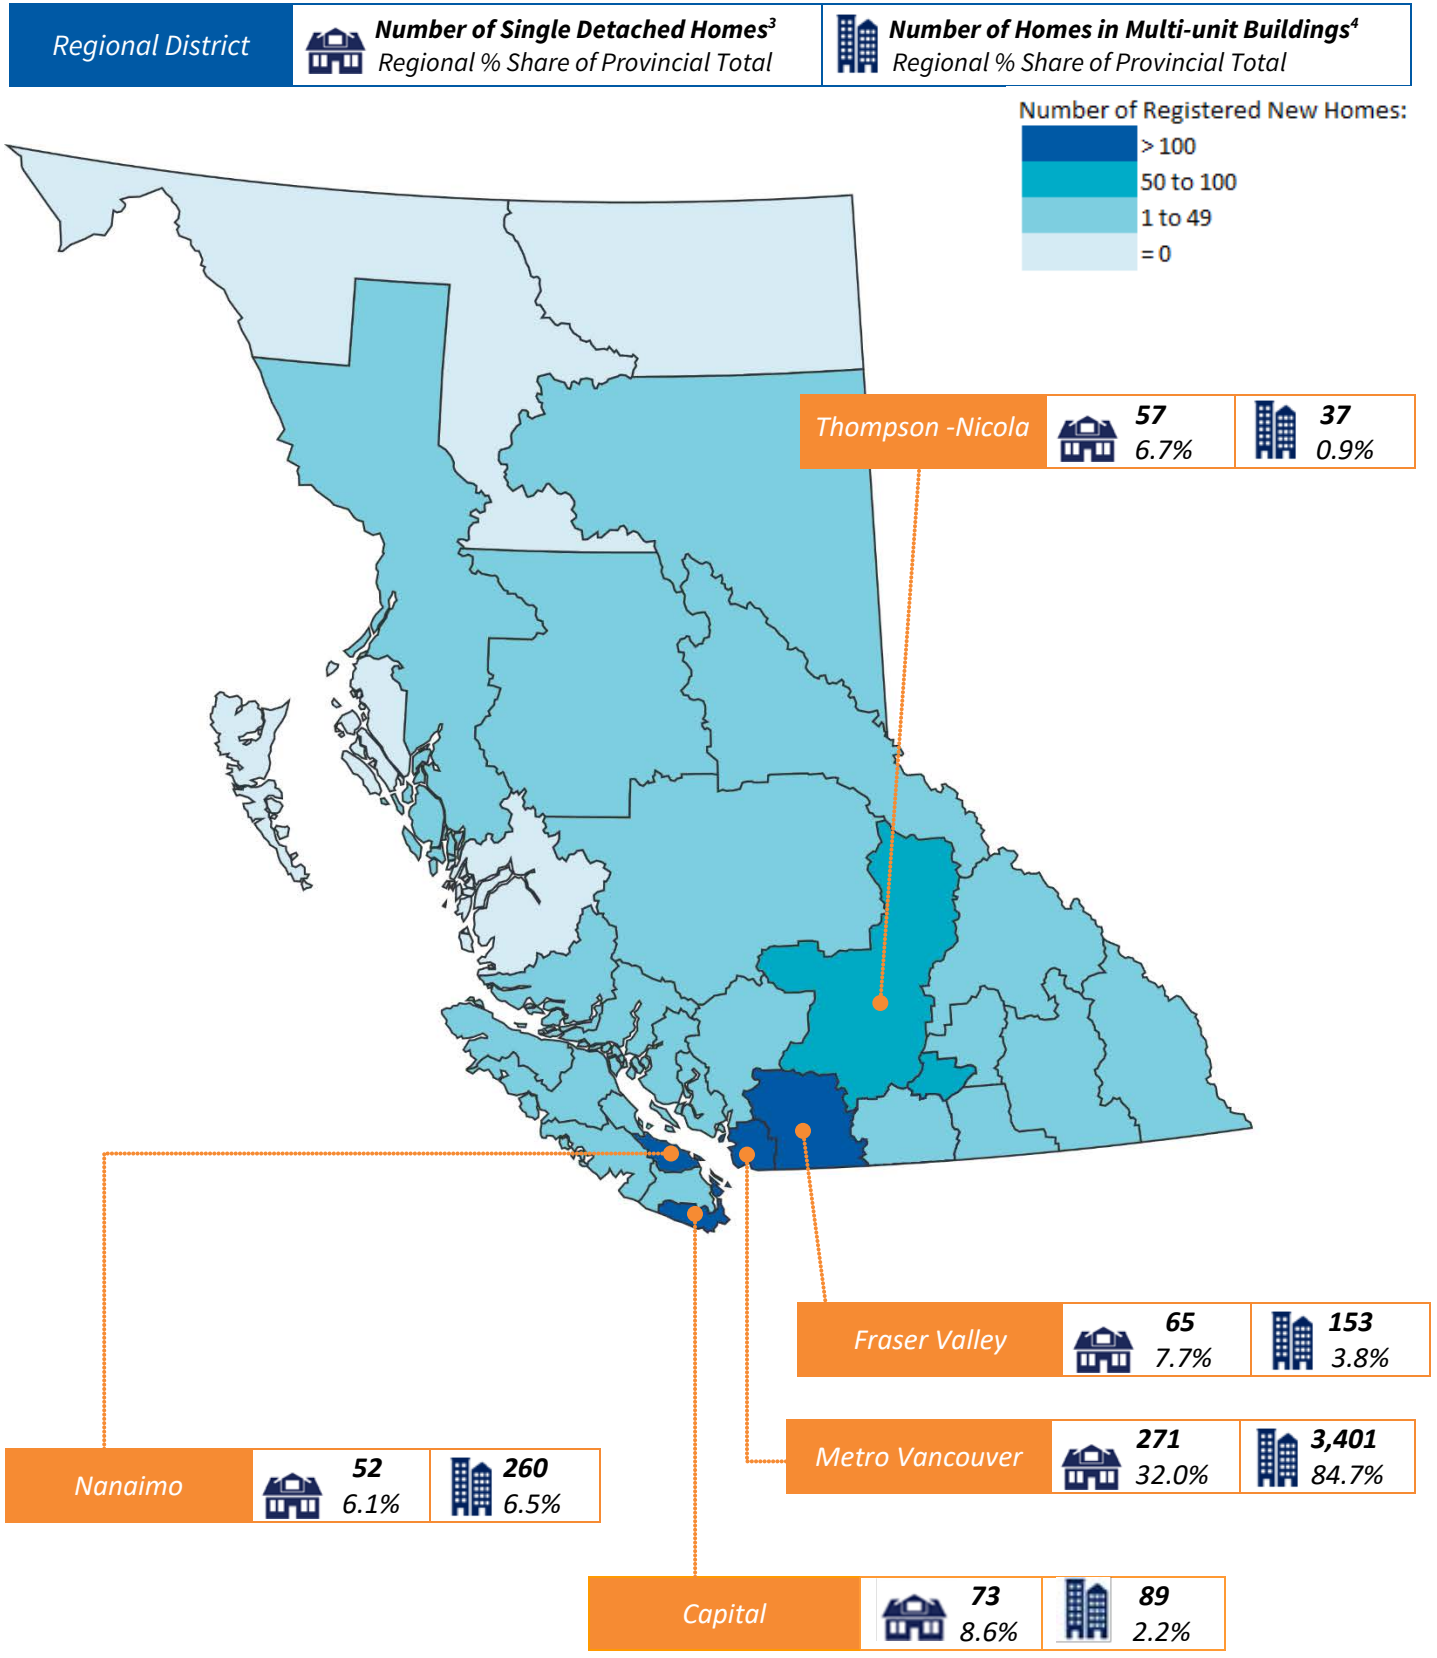 Regional District
Number of Single Detached Homes³
Regional % Share of Provincial Total
Number of Homes in Multi-unit Buildings⁴
Regional % Share of Provincial Total
Number of Registered New Homes:
> 100
50 to 100
1 to 49
= 0
Thompson -Nicola
57
6.7%
37
0.9%
Fraser Valley
65
7.7%
153
3.8%
Metro Vancouver
271
32.0%
3,401
84.7%
Nanaimo
52
6.1%
260
6.5%
Capital
73
8.6%
89
2.2%